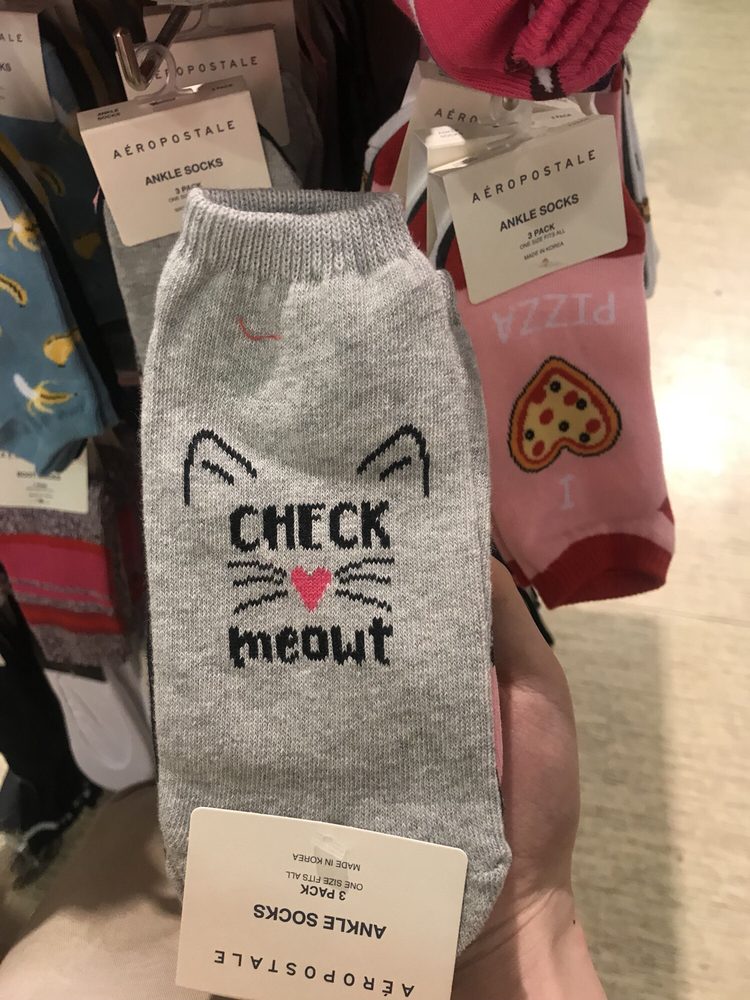 AÉROPOSTALE
AÉROPOSTALE
ANKLE SOCKS
3 PACK
AÉROPOSTALE
ANKLE SOCKS
3 PACK
ONE SIZE FITS ALL
MADE IN KOREA
PIZZA
I
CHECK
meowt
AÉROPOSTALE
ANKLE SOCKS
3 PACK
ONE SIZE FITS ALL
MADE IN KOREA